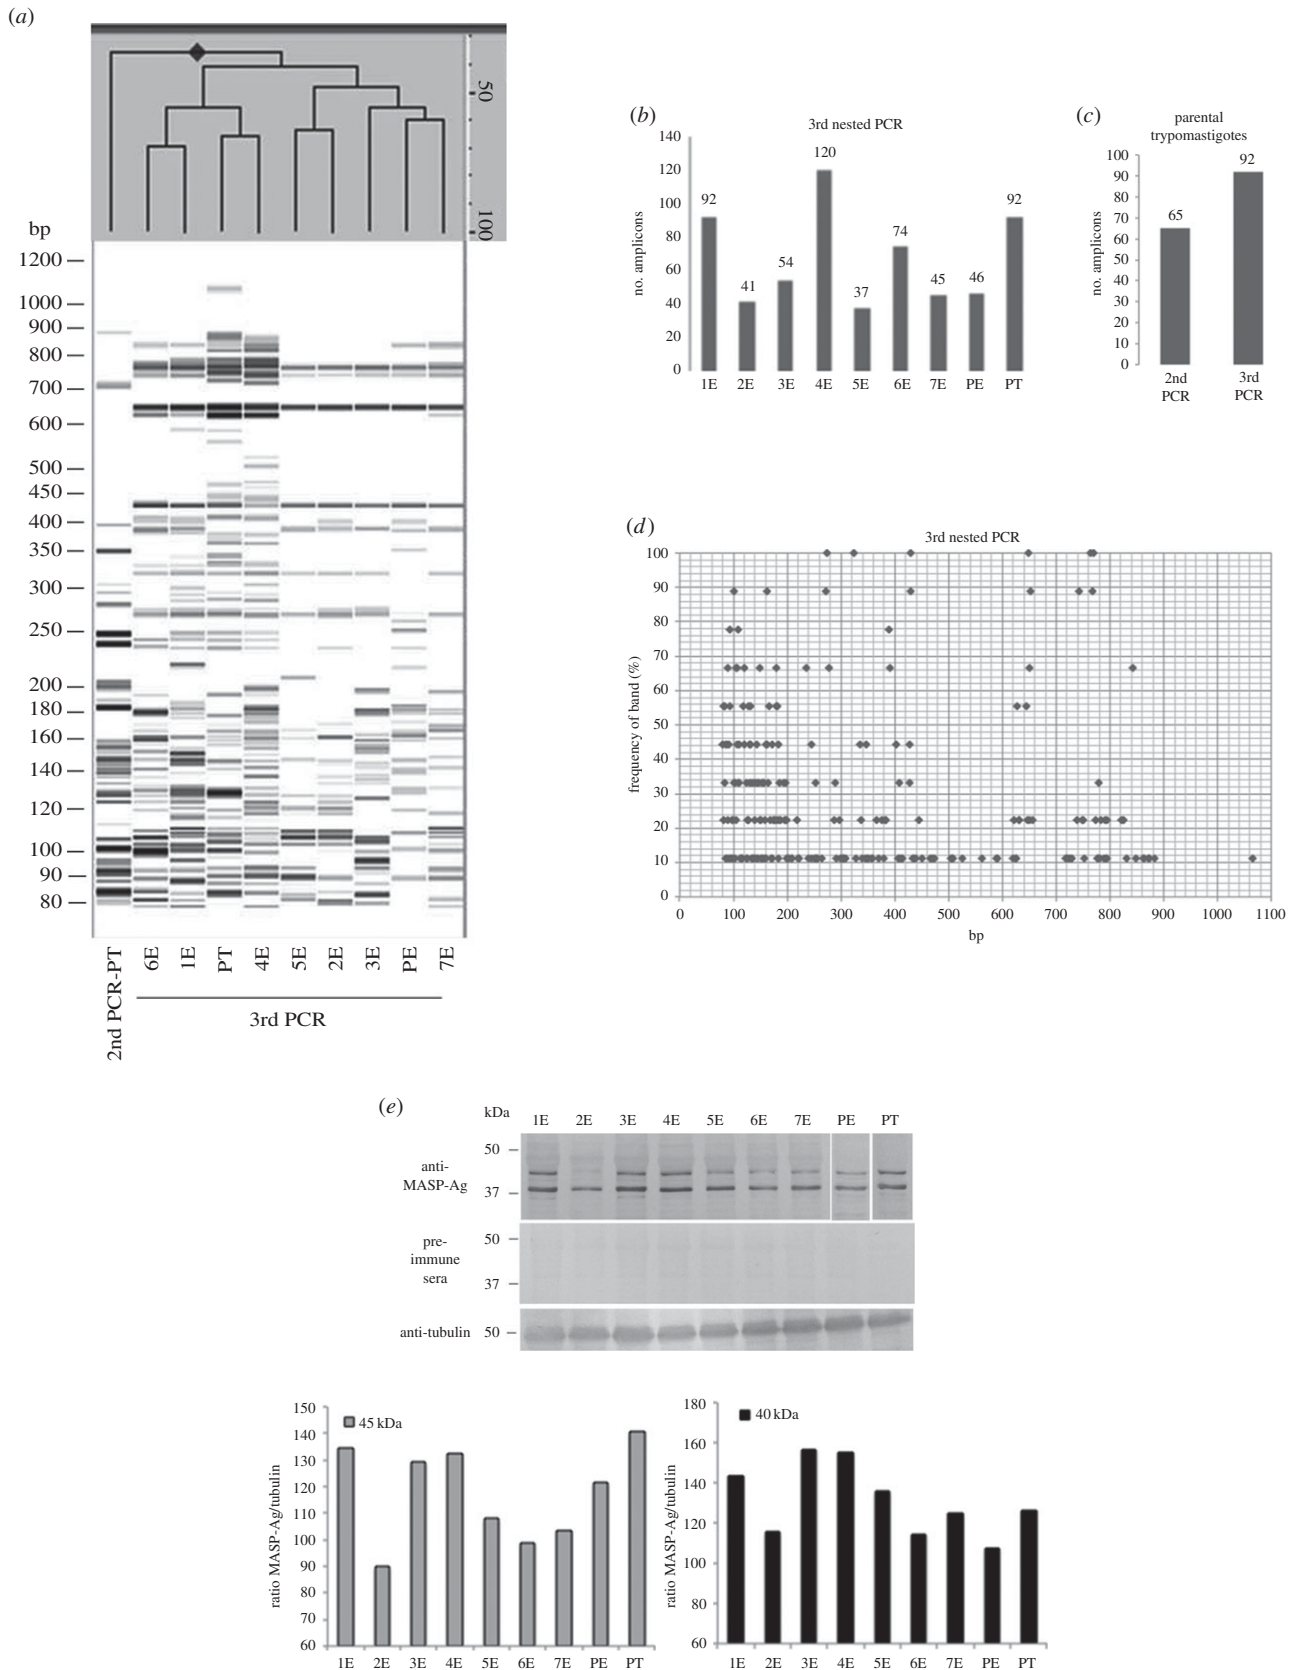 (a)
50
100
bp
1200
1000
900
800
700
600
500
450
400
350
300
250
200
180
160
140
120
100
90
80
2nd PCR-PT
6E
1E
PT
4E
5E
2E
3E
PE
7E
3rd PCR
(b)
3rd nested PCR
no. amplicons
140
120
100
80
60
40
20
0
92
41
54
120
37
74
45
46
92
1E 2E 3E 4E 5E 6E 7E PE PT
(c)
parental
trypomastigotes
no. amplicons
100
90
80
70
60
50
40
30
20
10
0
65
92
2nd
PCR
3rd
PCR
(d)
3rd nested PCR
frequency of band (%)
100
90
80
70
60
50
40
30
20
10
0
0 100 200 300 400 500 600 700 800 900 1000 1100
bp
(e)
kDa
1E 2E 3E 4E 5E 6E 7E PE PT
anti-
MASP-Ag
50
37
pre-
immune
sera
50
37
anti-tubulin 50
45 kDa
ratio MASP-Ag/tubulin
150
140
130
120
110
100
90
80
70
60
1E 2E 3E 4E 5E 6E 7E PE PT
40 kDa
ratio MASP-Ag/tubulin
180
160
140
120
100
80
60
1E 2E 3E 4E 5E 6E 7E PE PT